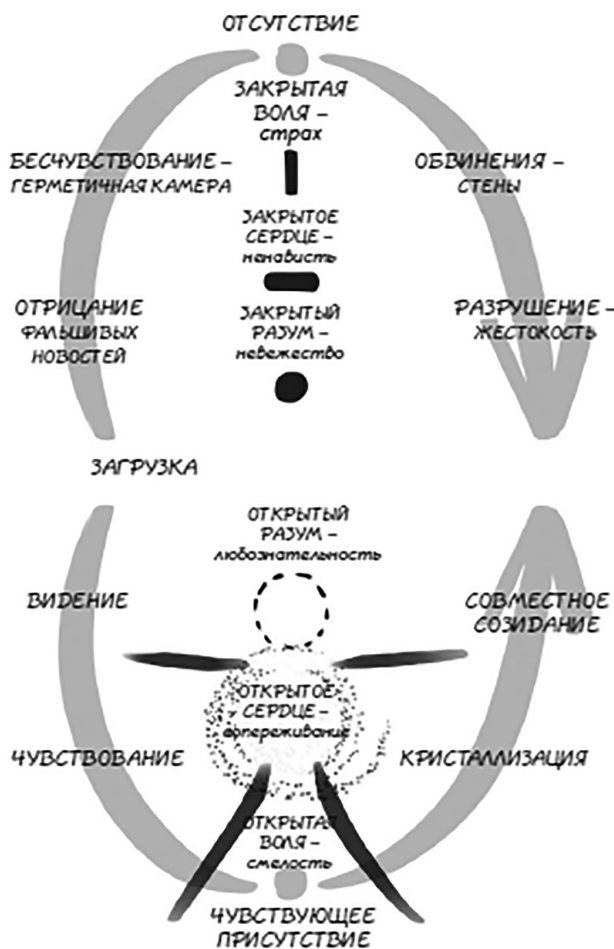 ОТСУТСТВИЕ
ЗАКРЫТАЯ
ВОЛЯ –
страх
БЕСЧУВСТВОВАНИЕ –
ГЕРМЕТИЧНАЯ КАМЕРА
ОБВИНЕНИЯ –
СТЕНЫ
ЗАКРЫТОЕ
СЕРДЦЕ –
ненависть
ОТРИЦАНИЕ
ФАЛЬШИВЫХ
НОВОСТЕЙ
ЗАКРЫТЫЙ
РАЗУМ –
невежество
РАЗРУШЕНИЕ –
ЖЕСТОКОСТЬ
ЗАГРУЗКА
ОТКРЫТЫЙ
РАЗУМ –
любознательность
ВИДЕНИЕ
СОВМЕСТНОЕ
СОЗИДАНИЕ
ОТКРЫТОЕ
СЕРДЦЕ –
ЧУВСТВОВАНИЕ
КРИСТАЛЛИЗАЦИЯ
ОТКРЫТАЯ
ВОЛЯ –
смелость
ЧУВСТВУЮЩЕЕ
ПРИСУТСТВИЕ